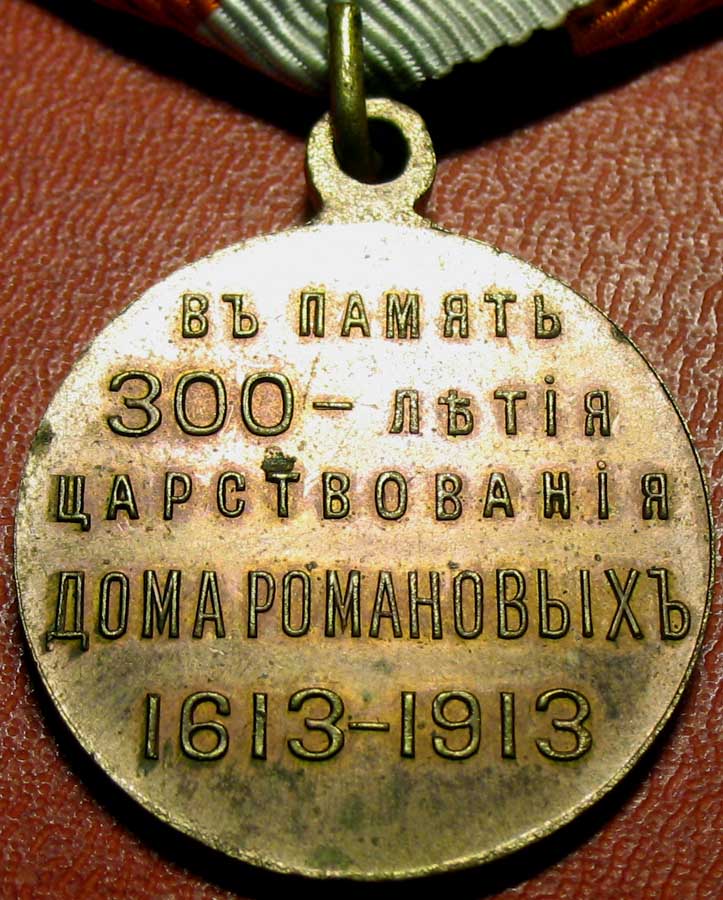 ВЪ ПАМЯТЬ
300-ЛѢТІЯ
ЦАРСТВОВАНІЯ
ДОМА РОМАНОВЫХЪ
1613-1913